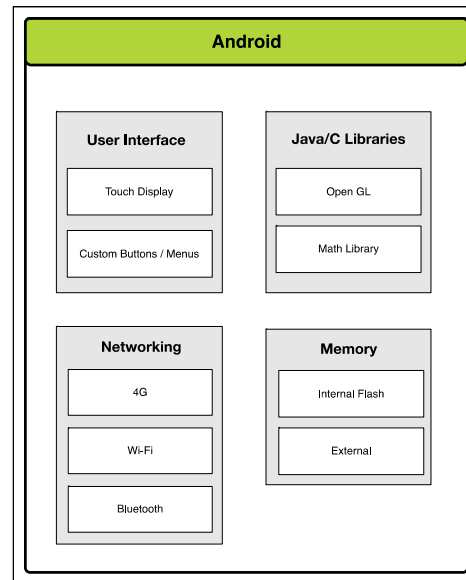 Android
User Interface
Touch Display
Custom Buttons / Menus
Java/C Libraries
Open GL
Math Library
Networking
4G
Wi-Fi
Bluetooth
Memory
Internal Flash
External